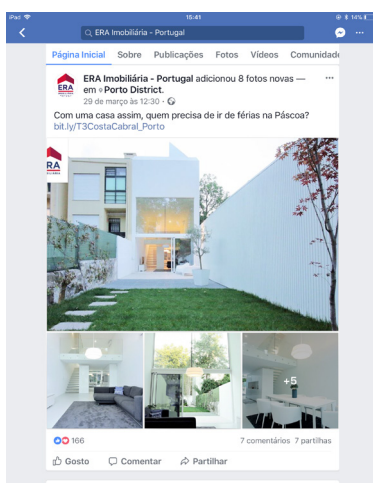 iPad 15:41 14%
ERA Imobiliária - Portugal
Página Inicial Sobre Publicações Fotos Vídeos Comunidade
ERA Imobiliária - Portugal adicionou 8 fotos novas —
em Porto District.
29 de março às 12:30 ·
Com uma casa assim, quem precisa de ir de férias na Páscoa?
bit.ly/T3CostaCabral_Porto
ERA
RA
+5
166 7 comentários 7 partilhas
Gosto Comentar Partilhar